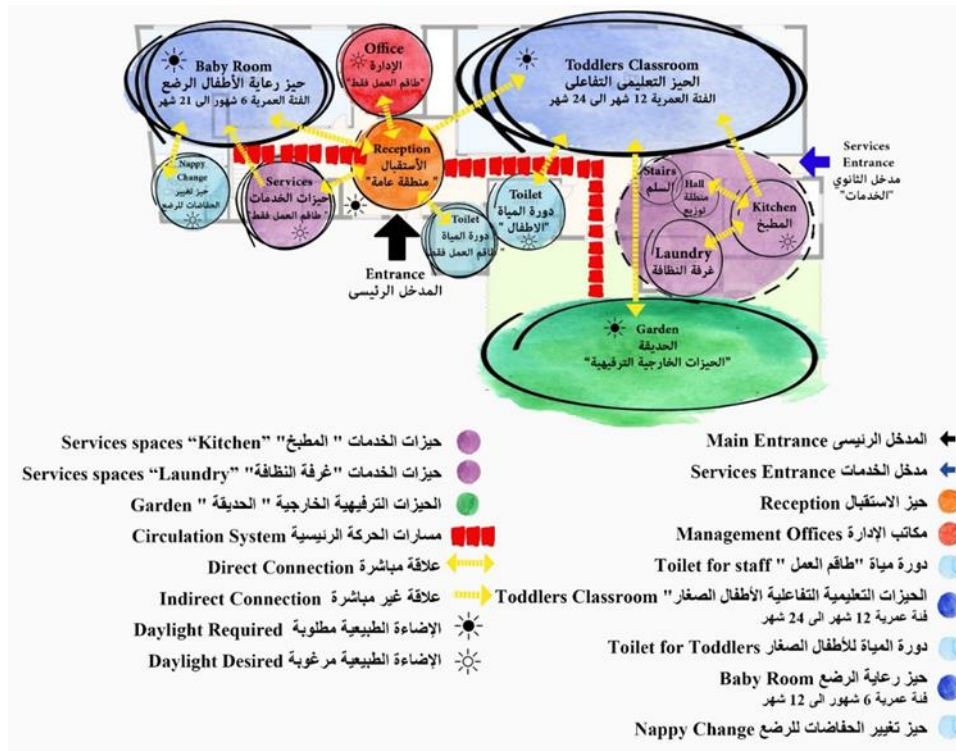 Baby Room
حيز رعاية الأطفال الرضع
الفئة العمرية 6 شهور الى 21 شهر
Office
الإدارة
"طاقم العمل فقط"
Toddlers Classroom
الحيز التعليمى التفاعلى
الفئة العمرية 12 شهر الى 24 شهر
Nappy
Change
حيز تغيير
الحفاضات للرضع
Services
حيزات الخدمات
"طاقم العمل فقط"
Reception
الأستقبال
"منطقة عامة"
Toilet
دورة المياة
"طاقم العمل فقط"
Toilet
دورة المياة
"الاطفال"
Stairs
السلم
Hall
منطقة
توزيع
Kitchen
المطبخ
Laundry
غرفة النظافة
Services
Entrance
مدخل الثانوي
"الخدمات"
Entrance
المدخل الرئيسى
Garden
الحديقة
"الحيزات الخارجية الترفيهية"
المدخل الرئيسى Main Entrance
مدخل الخدمات Services Entrance
حيز الاستقبال Reception
مكاتب الإدارة Management Offices
دورة مياة "طاقم العمل " Toilet for staff
الحيزات التعليمية التفاعلية الأطفال الصغار" Toddlers Classroom
فئة عمرية 12 شهر الى 24 شهر
دورة المياة للأطفال الصغار Toilet for Toddlers
حيز رعاية الرضع Baby Room
فئة عمرية 6 شهور الى 12 شهر
حيز تغيير الحفاضات للرضع Nappy Change
حيزات الخدمات " المطبخ" Services spaces “Kitchen”
حيزات الخدمات "غرفة النظافة" Services spaces “Laundry”
الحيزات الترفيهية الخارجية " الحديقة " Garden
مسارات الحركة الرئيسية Circulation System
علاقة مباشرة Direct Connection
علاقة غير مباشرة Indirect Connection
الإضاءة الطبيعية مطلوبة Daylight Required
الإضاءة الطبيعية مرغوبة Daylight Desired